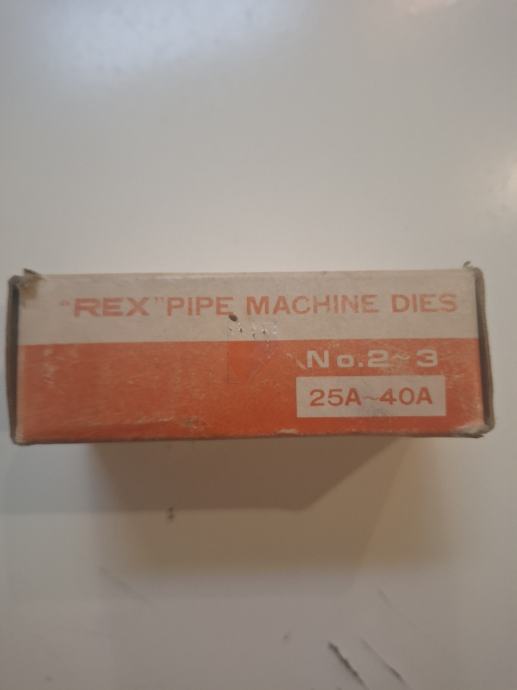 "REX" PIPE MACHINE DIES
No.2~3
25A~40A